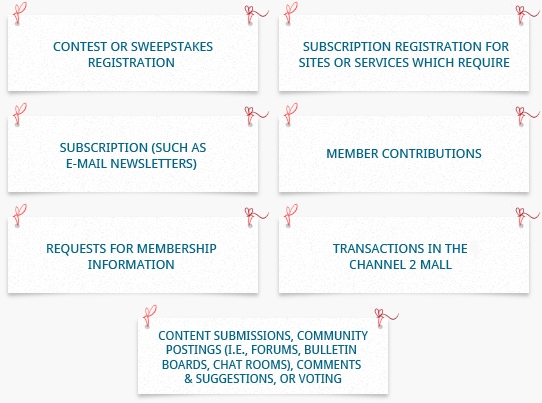 CONTEST OR SWEEPSTAKES
REGISTRATION
SUBSCRIPTION REGISTRATION FOR
SITES OR SERVICES WHICH REQUIRE
SUBSCRIPTION (SUCH AS
E-MAIL NEWSLETTERS)
MEMBER CONTRIBUTIONS
REQUESTS FOR MEMBERSHIP
INFORMATION
TRANSACTIONS IN THE
CHANNEL 2 MALL
CONTENT SUBMISSIONS, COMMUNITY
POSTINGS (I.E., FORUMS, BULLETIN
BOARDS, CHAT ROOMS), COMMENTS
& SUGGESTIONS, OR VOTING